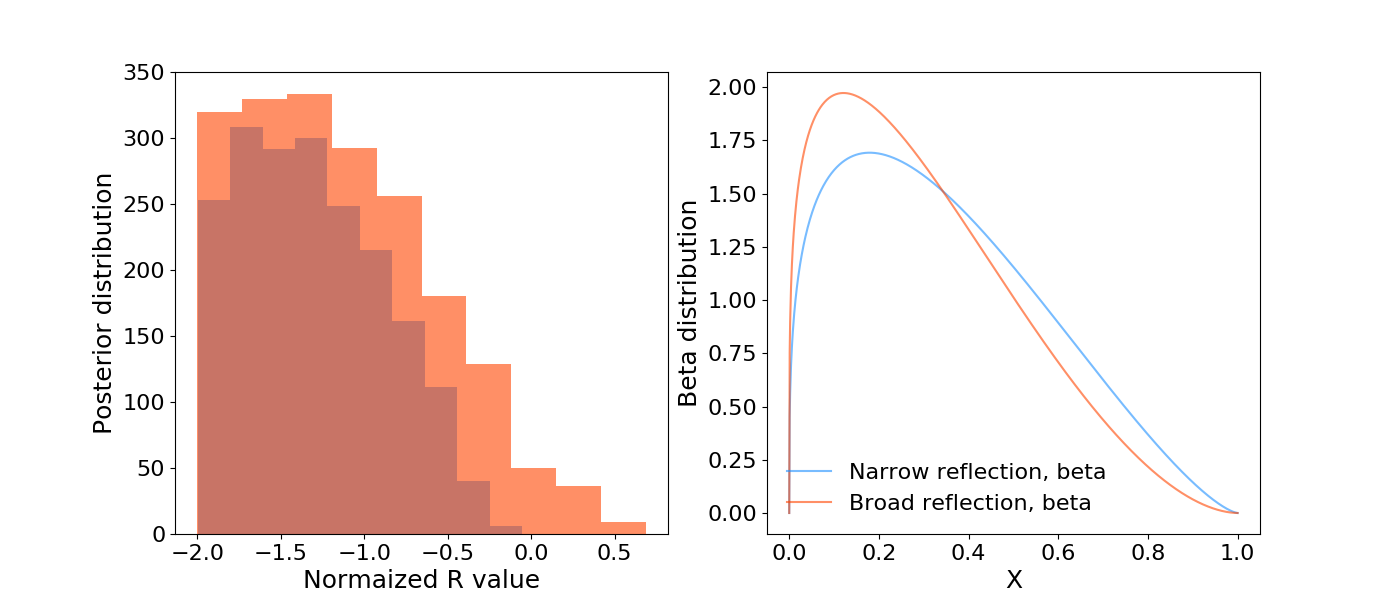 350
300
250
200
150
100
50
0
Posterior distribution
−2.0 −1.5 −1.0 −0.5 0.0 0.5
Normaized R value
2.00
1.75
1.50
1.25
1.00
0.75
0.50
0.25
0.00
Beta distribution
Narrow reflection, beta
Broad reflection, beta
0.0 0.2 0.4 0.6 0.8 1.0
X